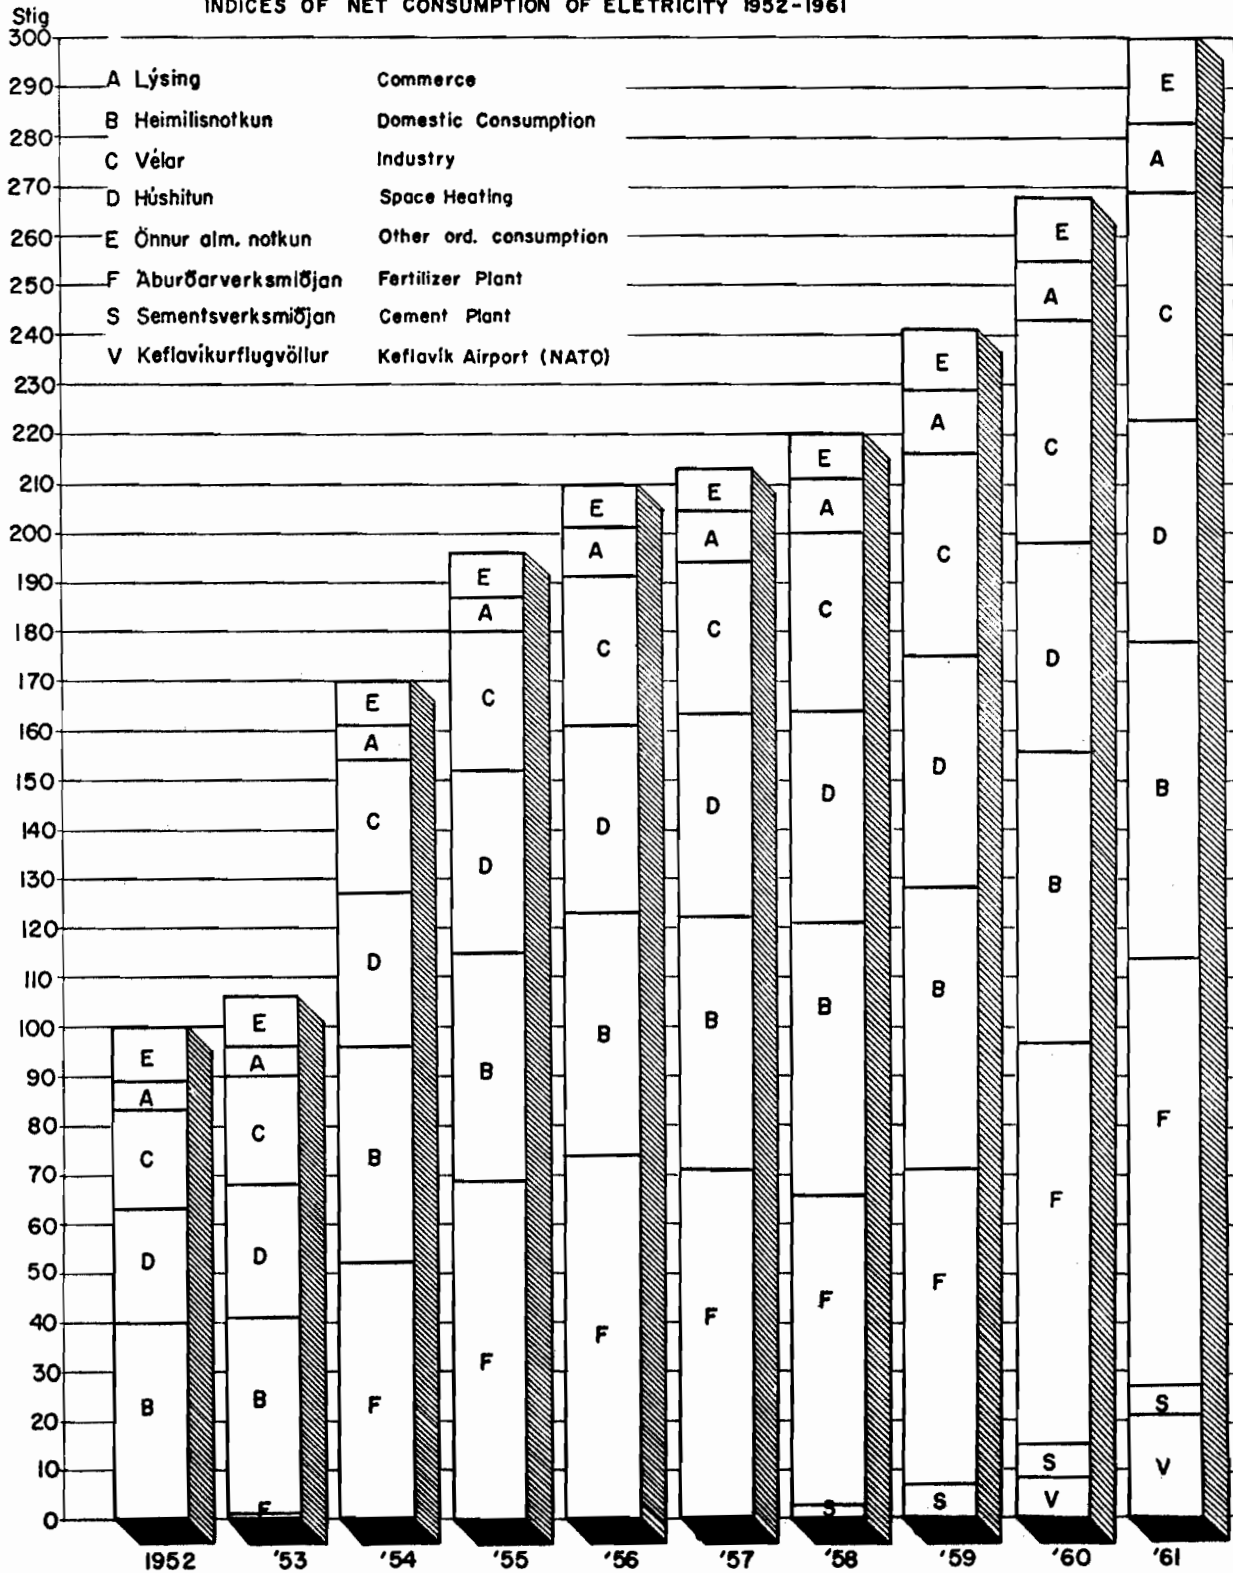 INDICES OF NET CONSUMPTION OF ELETRICITY 1952-1961
Stig
300
290
280
270
260
250
240
230
220
210
200
190
180
170
160
150
140
130
120
110
100
90
80
70
60
50
40
30
20
10
0
A Lýsing Commerce
B Heimilisnotkun Domestic Consumption
C Vélar Industry
D Húshitun Space Heating
E Önnur alm. notkun Other ord. consumption
F Áburðarverksmiðjan Fertilizer Plant
S Sementsverksmiðjan Cement Plant
V Keflavíkurflugvöllur Keflavík Airport (NATO)
E
A
C
D
B
E
A
C
D
B
F
E
A
C
D
B
F
E
A
C
D
B
F
E
A
C
D
B
F
E
A
C
D
B
F
E
A
C
D
B
F
S
E
A
C
D
B
F
S
E
A
C
D
B
F
S
V
E
A
C
D
B
F
S
V
1952 '53 '54 '55 '56 '57 '58 '59 '60 '61